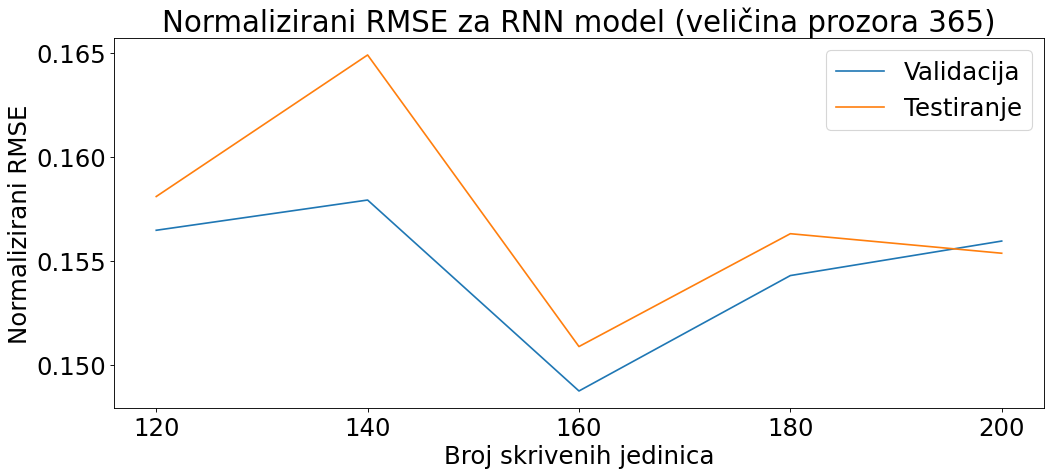 Normalizirani RMSE za RNN model (veličina prozora 365)
Validacija
Testiranje
Normalizirani RMSE
0.165
0.160
0.155
0.150
120 140 160 180 200
Broj skrivenih jedinica